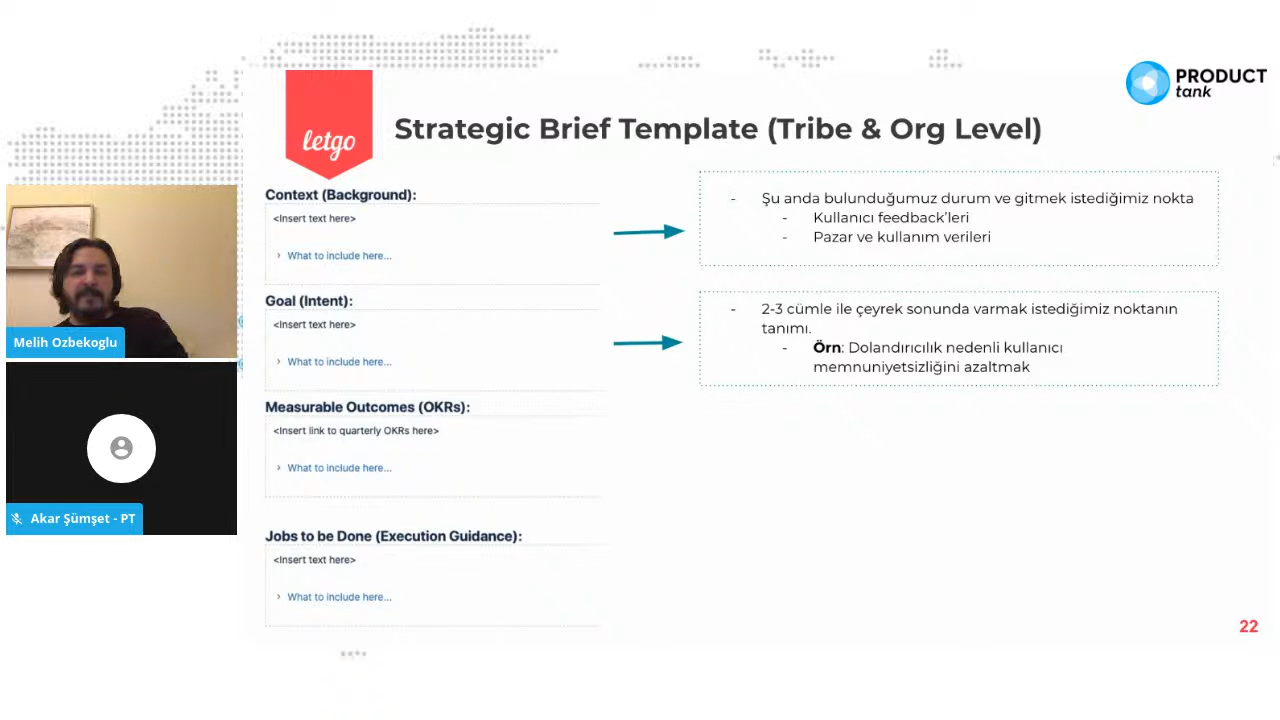 PRODUCT
tank
letgo
Strategic Brief Template (Tribe & Org Level)
Context (Background):
<Insert text here>
What to include here...
Goal (Intent):
<Insert text here>
What to include here...
Measurable Outcomes (OKRs):
<Insert link to quarterly OKRs here>
What to include here...
Jobs to be Done (Execution Guidance):
<Insert text here>
What to include here...
- Şu anda bulunduğumuz durum ve gitmek istediğimiz nokta
- Kullanıcı feedback'leri
- Pazar ve kullanım verileri
- 2-3 cümle ile çeyrek sonunda varmak istediğimiz noktanın
tanımı.
- Örn: Dolandırıcılık nedenli kullanıcı
memnuniyetsizliğini azaltmak
Melih Ozbekoglu
Akar Şümşet - PT
22